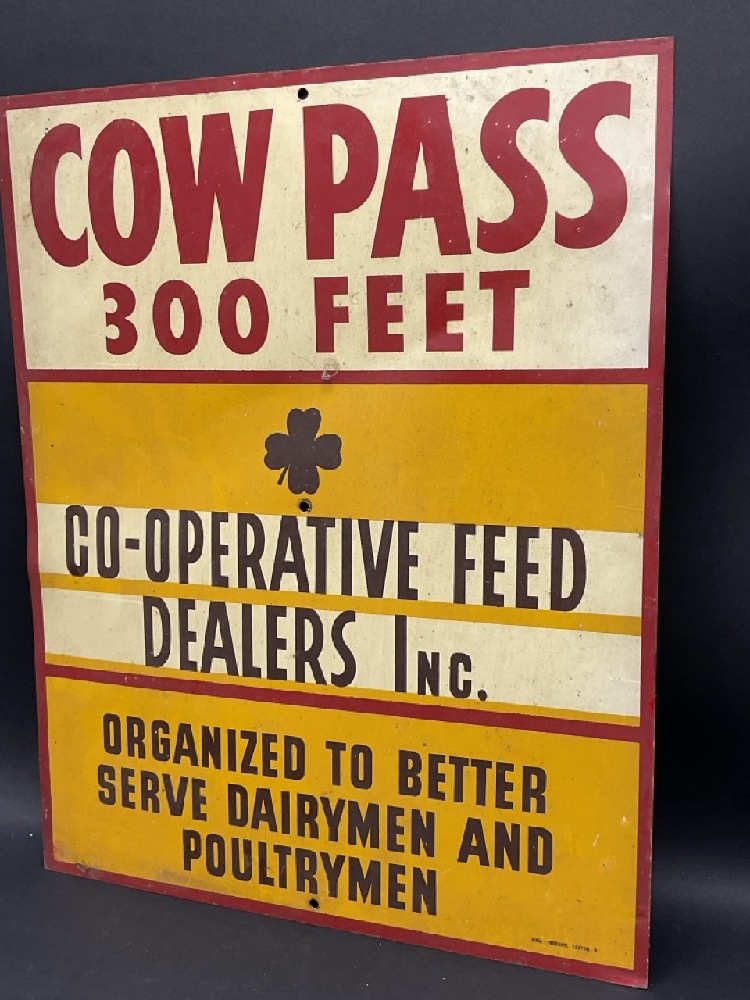 COW PASS
300 FEET
CO-OPERATIVE FEED
DEALERS INC.
ORGANIZED TO BETTER
SERVE DAIRYMEN AND
POULTRYMEN